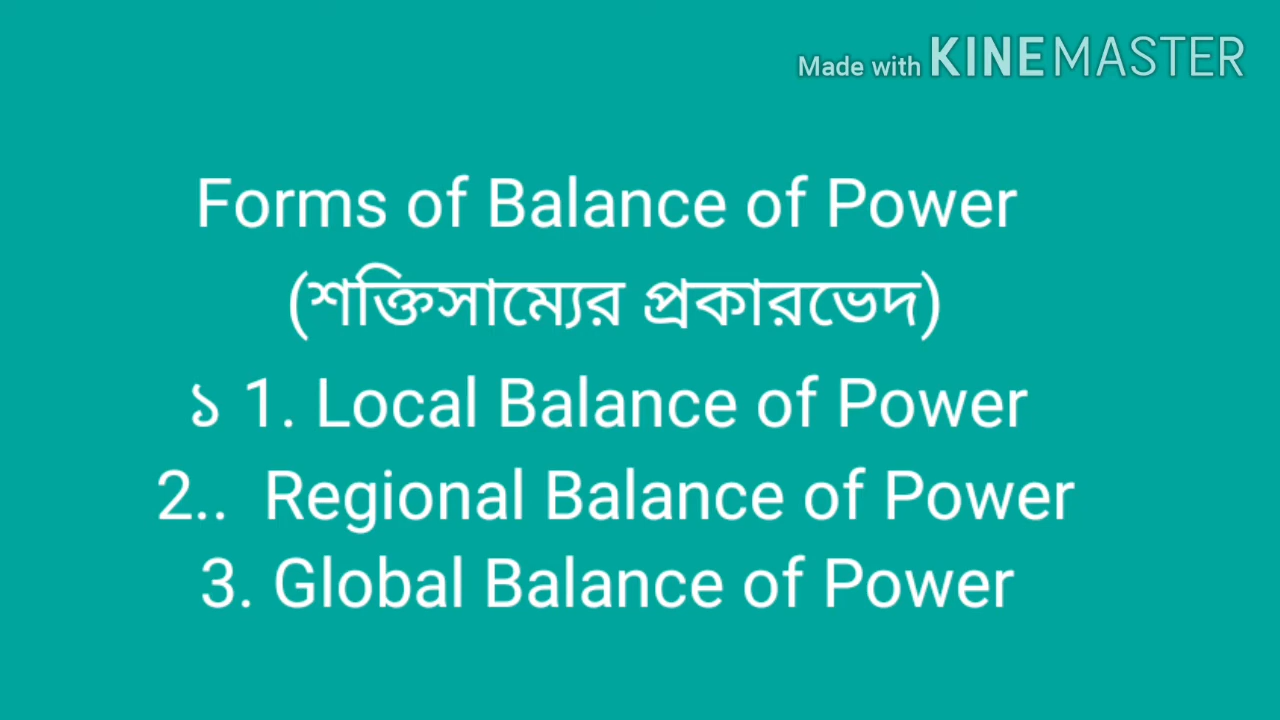 Made with KINEMASTER
Forms of Balance of Power
(শক্তিসাম্যের প্রকারভেদ)
১ 1. Local Balance of Power
2.. Regional Balance of Power
3. Global Balance of Power